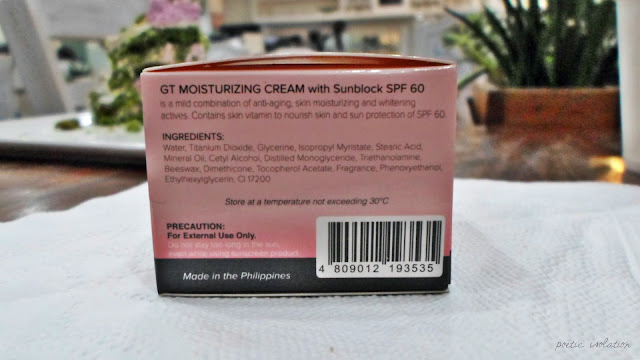 GT MOISTURIZING CREAM with Sunblock SPF 60
is a mild combination of anti-aging, skin moisturizing and whitening
actives. Contains skin vitamin to nourish skin and sun protection of SPF 60.
INGREDIENTS:
Water, Titanium Dioxide, Glycerine, Isopropyl Myristate, Stearic Acid,
Mineral Oil, Cetyl Alcohol, Distilled Monoglyceride, Triethanolamine,
Beeswax, Dimethicone, Tocopherol Acetate, Fragrance, Phenoxyethanol,
Ethylhexyglycerin, CI 17200
Store at a temperature not exceeding 30°C
PRECAUTION:
For External Use Only.
Do not stay too long in the sun,
even while using sunscreen product.
Made in the Philippines
4 809012 193535
poetic isolation